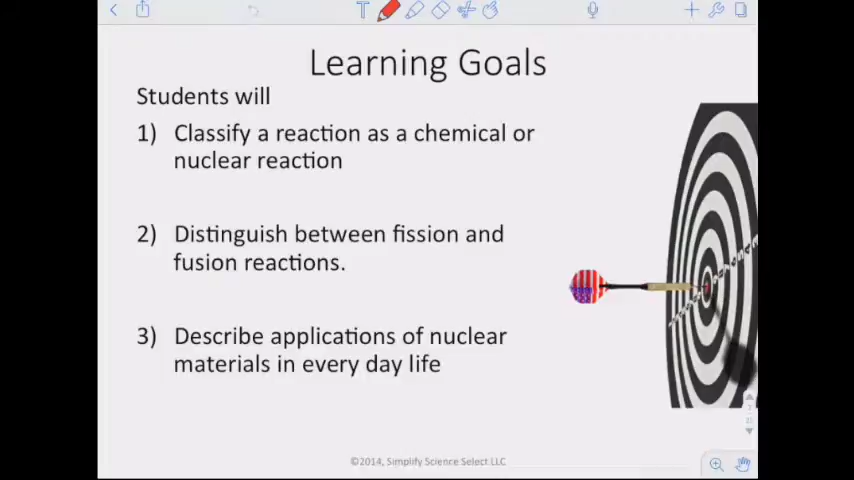 Learning Goals
Students will
1) Classify a reaction as a chemical or
nuclear reaction
2) Distinguish between fission and
fusion reactions.
3) Describe applications of nuclear
materials in every day life
©2014, Simplify Science Select LLC